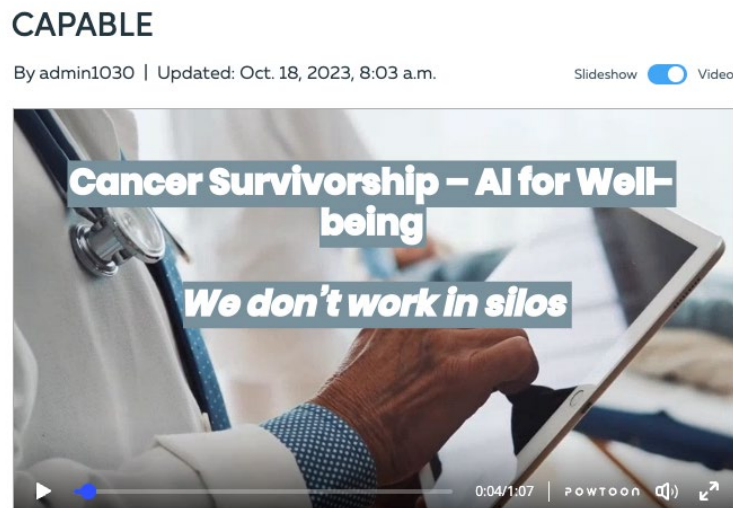 CAPABLE
By admin1030 | Updated: Oct. 18, 2023, 8:03 a.m.
Slideshow Video
Cancer Survivorship – AI for Well-
being
We don't work in silos
0:04/1:07 | POWTOON